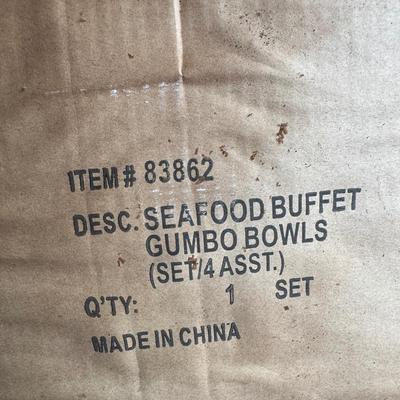 ITEM# 83862
DESC. SEAFOOD BUFFET
GUMBO BOWLS
(SET/4 ASST.)
Q'TY: 1 SET
MADE IN CHINA